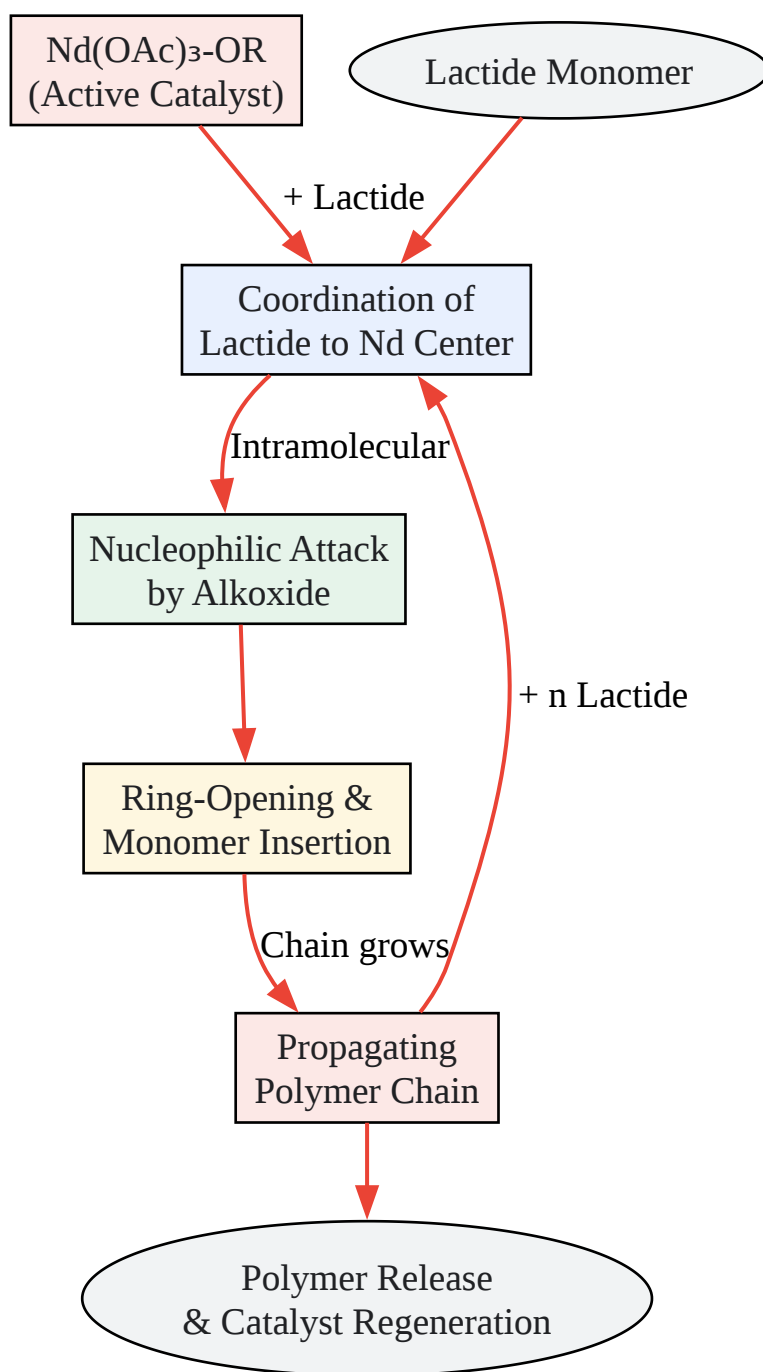 Nd(OAc)₃-OR
(Active Catalyst)
Lactide Monomer
+ Lactide
Coordination of
Lactide to Nd Center
Intramolecular
Nucleophilic Attack
by Alkoxide
+ n Lactide
Ring-Opening &
Monomer Insertion
Chain grows
Propagating
Polymer Chain
Polymer Release
& Catalyst Regeneration